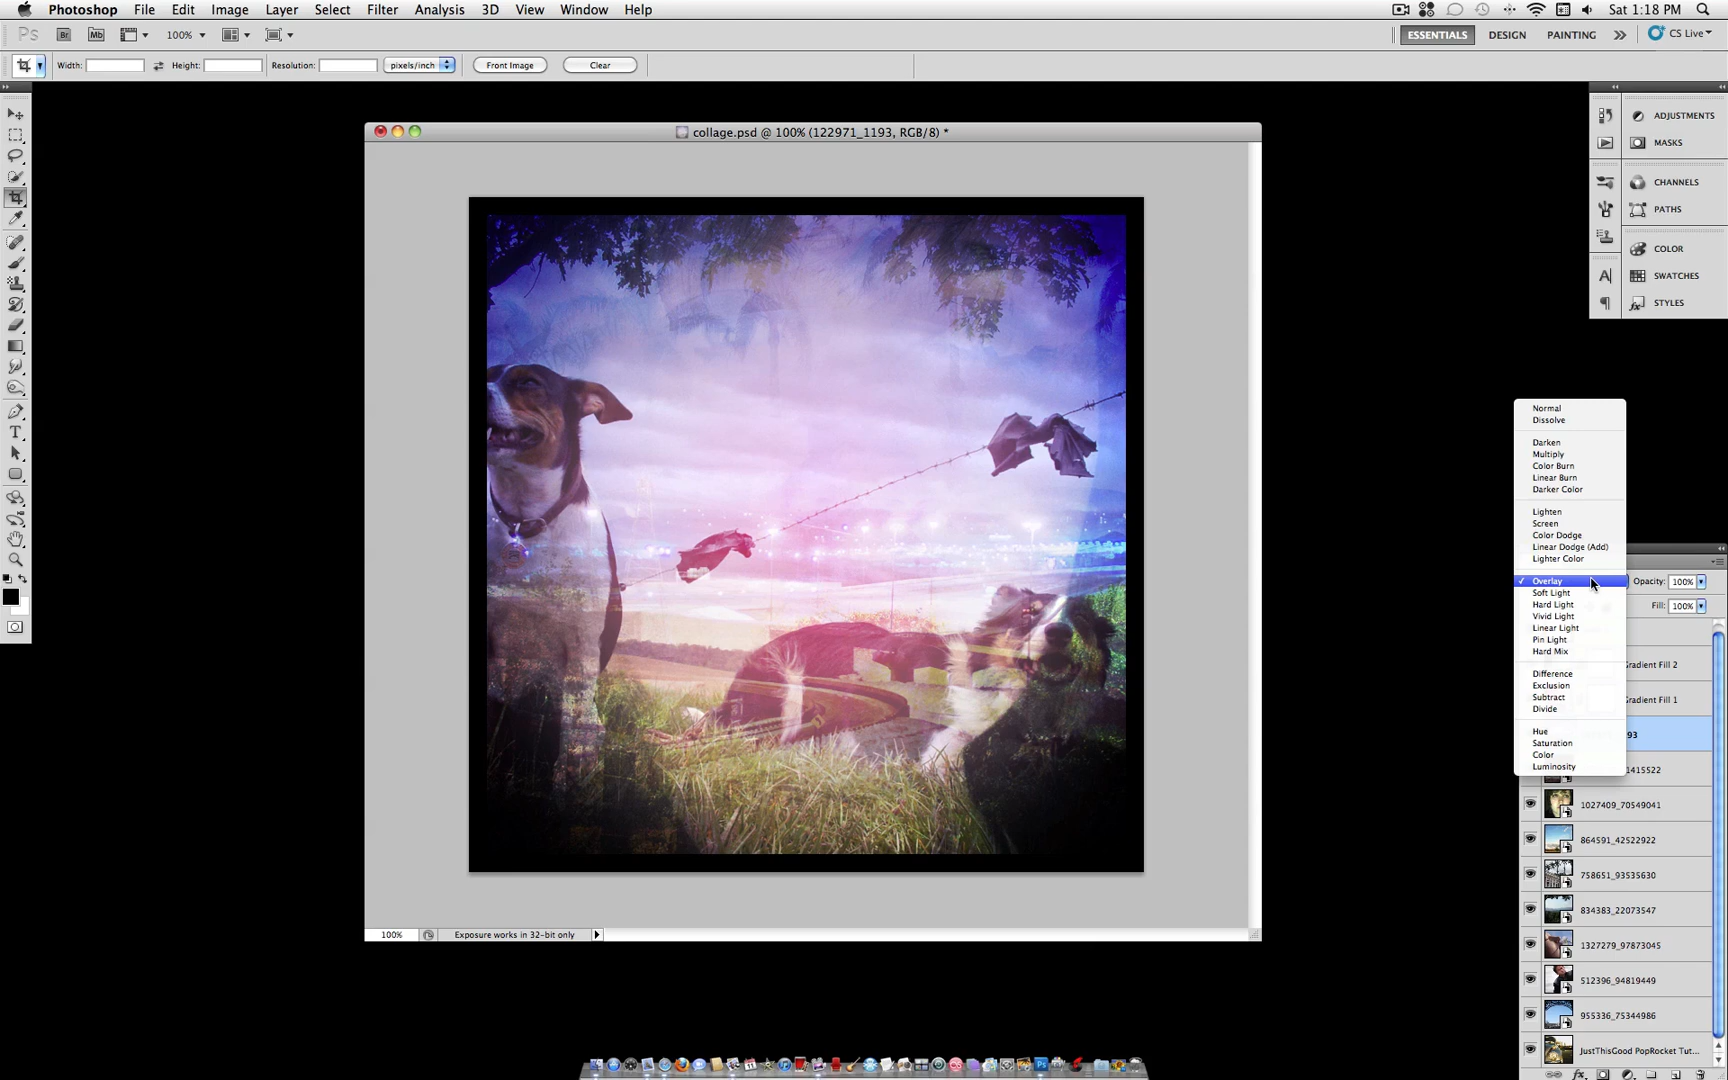 Photoshop File Edit Image Layer Select Filter Analysis 3D View Window Help
Sat 1:18 PM
Ps Br Mb 100% ESSENTIALS DESIGN PAINTING CS Live
Width: Height: Resolution: pixels/inch Front Image Clear
collage.psd @ 100% (122971_1193, RGB/8) *
ADJUSTMENTS
MASKS
CHANNELS
PATHS
COLOR
SWATCHES
STYLES
Normal
Dissolve
Darken
Multiply
Color Burn
Linear Burn
Darker Color
Lighten
Screen
Color Dodge
Linear Dodge (Add)
Lighter Color
✓ Overlay
Soft Light
Hard Light
Vivid Light
Linear Light
Pin Light
Hard Mix
Difference
Exclusion
Subtract
Divide
Hue
Saturation
Color
Luminosity
Opacity: 100%
Fill: 100%
Gradient Fill 2
Gradient Fill 1
93
1415522
1027409_70549041
864591_42522922
758651_93535630
834383_22073547
1327279_97873045
512396_94819449
955336_75344986
JustThisGood PopRocket Tut...
100% Exposure works in 32-bit only